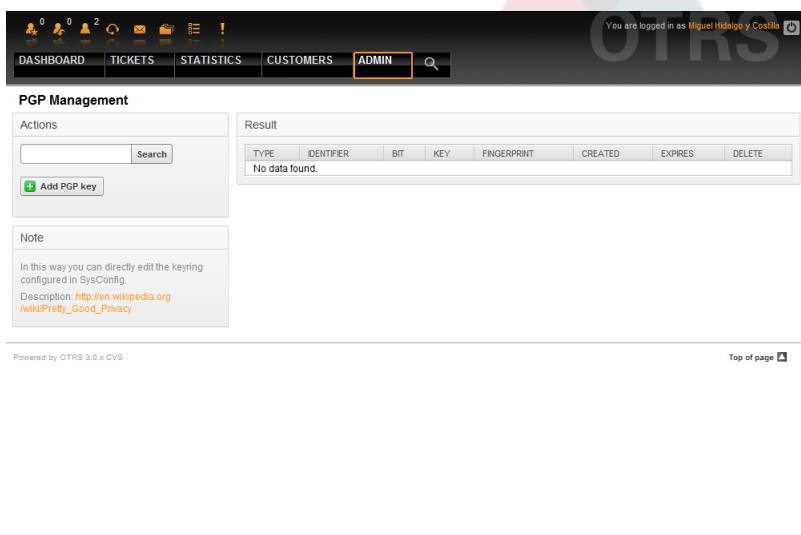 0 0 2
You are logged in as Miguel Hidalgo y Costilla
OTRS
DASHBOARD TICKETS STATISTICS CUSTOMERS ADMIN
PGP Management
Actions
Search
Add PGP key
Note
In this way you can directly edit the keyring
configured in SysConfig.
Description: http://en.wikipedia.org
/wiki/Pretty_Good_Privacy
Result
TYPE IDENTIFIER BIT KEY FINGERPRINT CREATED EXPIRES DELETE
No data found.
Powered by OTRS 3.0.x CVS
Top of page